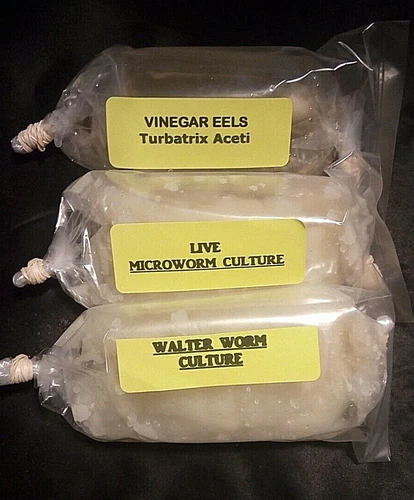 VINEGAR EELS
Turbatrix Aceti
LIVE
MICROWORM CULTURE
WALTER WORM
CULTURE